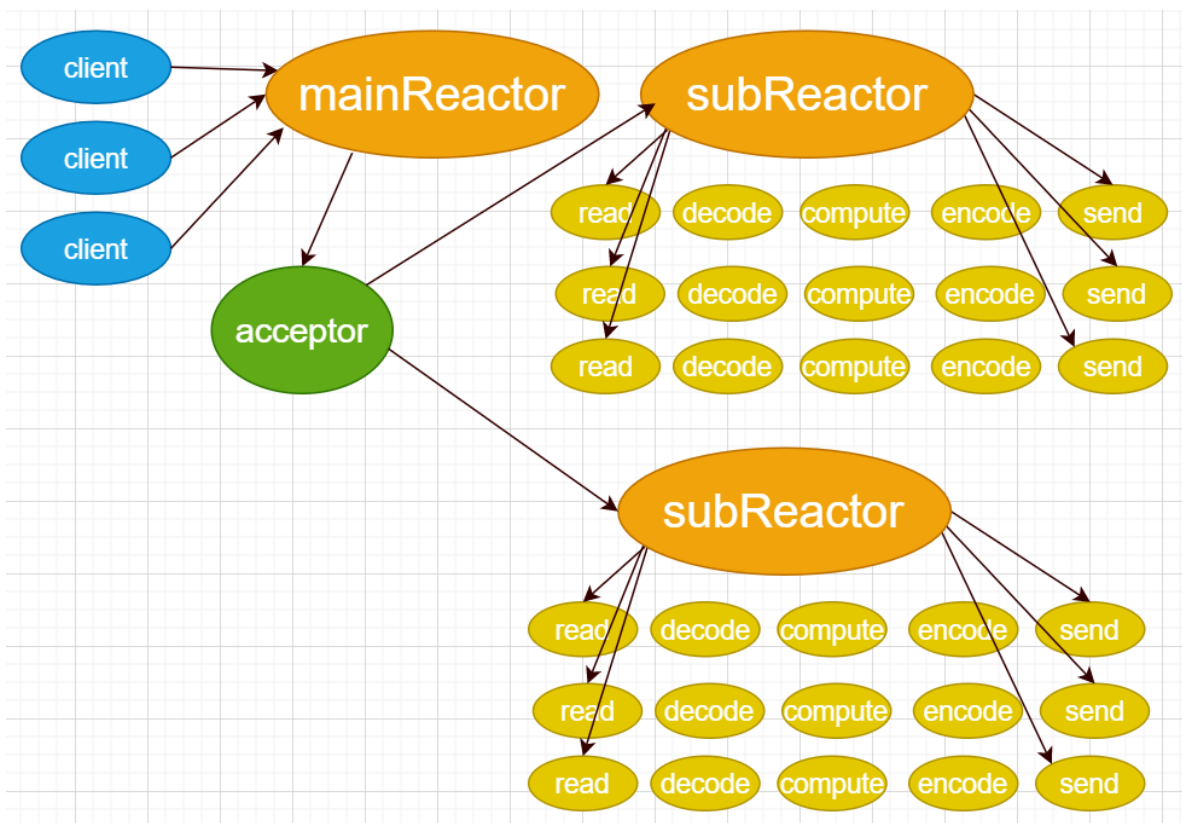 client
mainReactor
subReactor
client
client
acceptor
read decode compute encode send
read decode compute encode send
read decode compute encode send
subReactor
read decode compute encode send
read decode compute encode send
read decode compute encode send